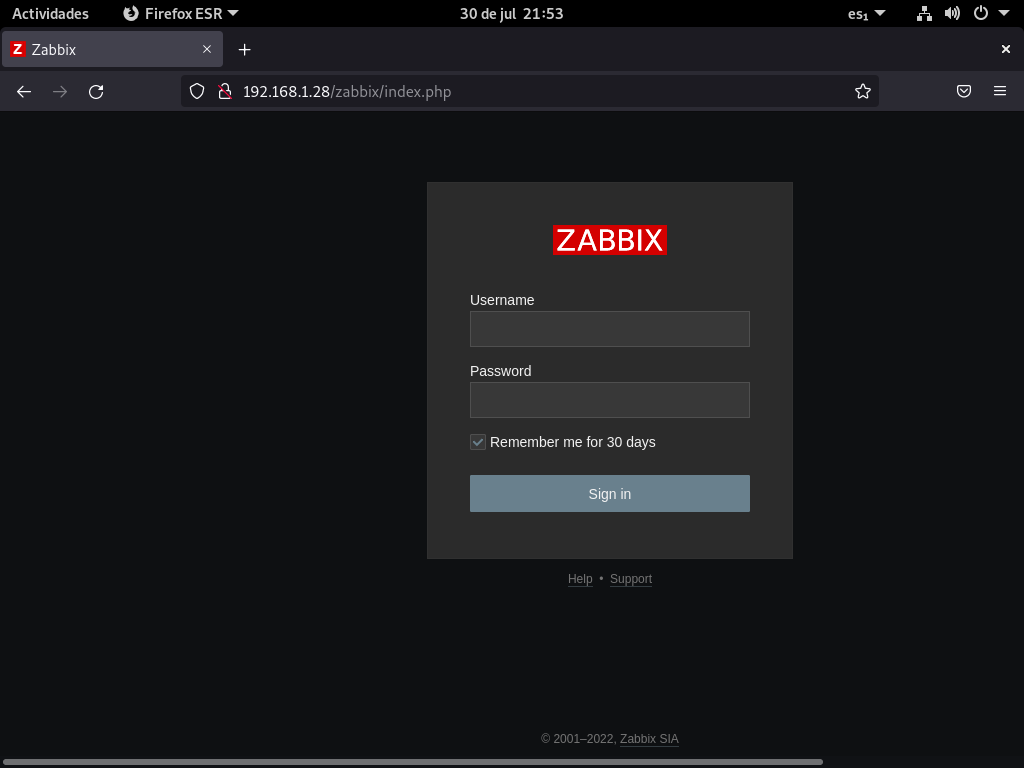 Actividades Firefox ESR 30 de jul 21:53 es₁
Z Zabbix
192.168.1.28/zabbix/index.php
ZABBIX
Username
Password
Remember me for 30 days
Sign in
Help • Support
© 2001–2022, Zabbix SIA